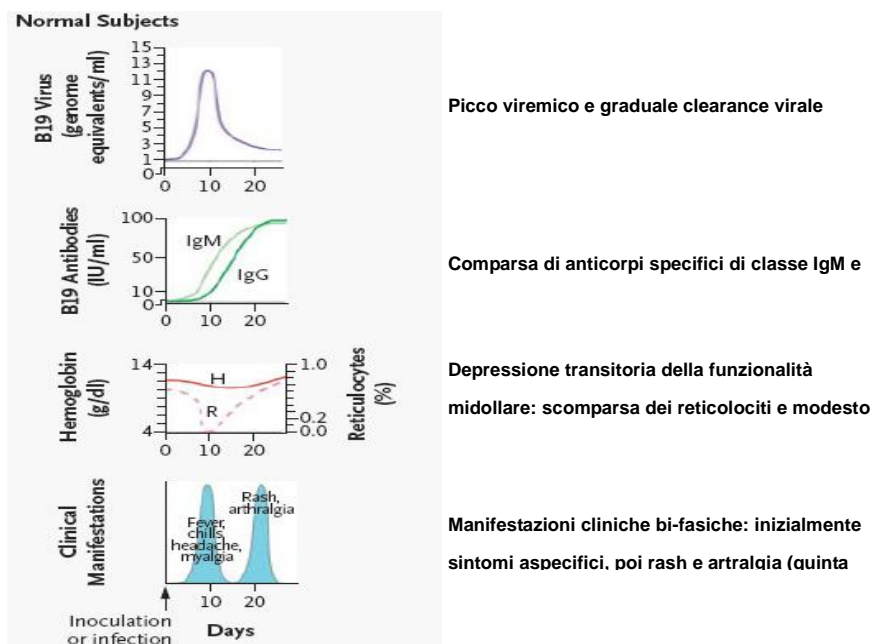 Normal Subjects
B19 Virus
(genome
equivalents/ml)
15
13
11
9
7
5
3
1
0
0 10 20
Picco viremico e graduale clearance virale
B19 Antibodies
(IU/ml)
100
50
10
0
IgM
IgG
0 10 20
Comparsa di anticorpi specifici di classe IgM e
Hemoglobin
(g/dl)
14
4
H
R
1.0
0.2
0.0
Reticulocytes
(%)
0 10 20
Depressione transitoria della funzionalità
midollare: scomparsa dei reticolociti e modesto
Clinical
Manifestations
Fever,
chills,
headache,
myalgia
Rash,
arthralgia
10 20
Manifestazioni cliniche bi-fasiche: inizialmente
sintomi aspecifici, poi rash e artralgia (quinta
Inoculation
or infection
Days